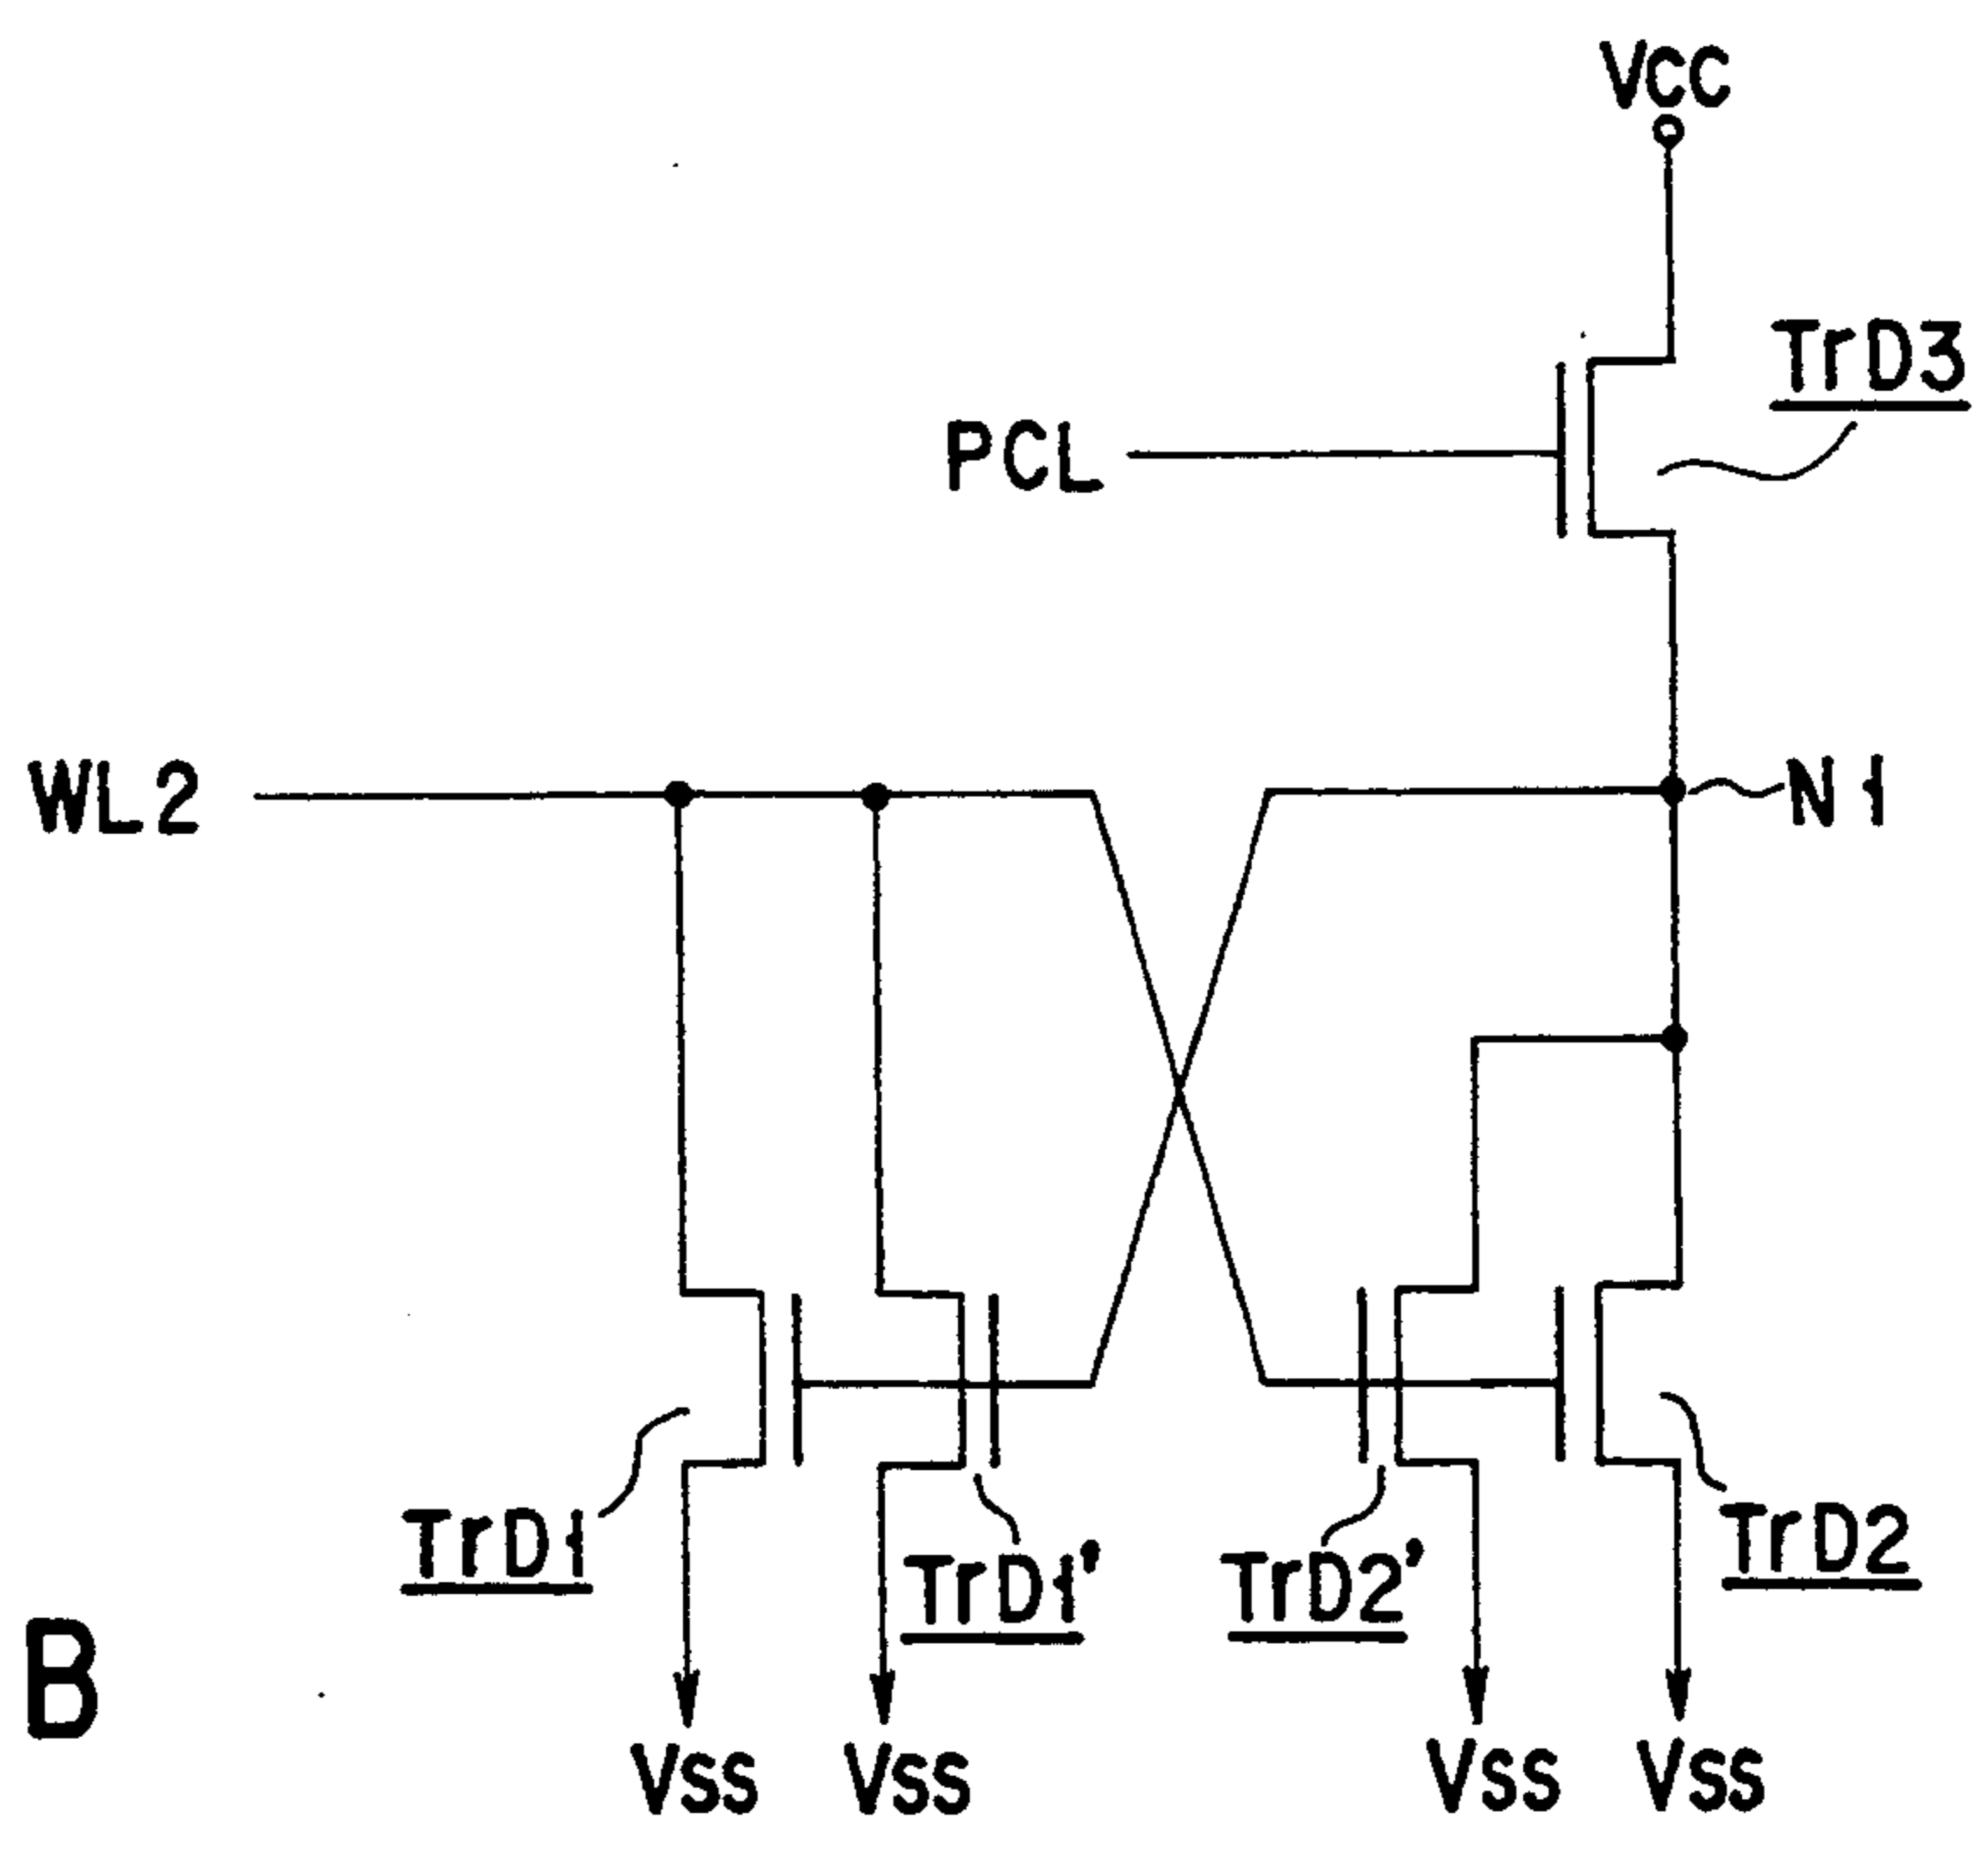 VCC
TrD3
PCL
WL2
N1
TrD1
TrD1'
TrD2'
TrD2
B
VSS
VSS
VSS
VSS